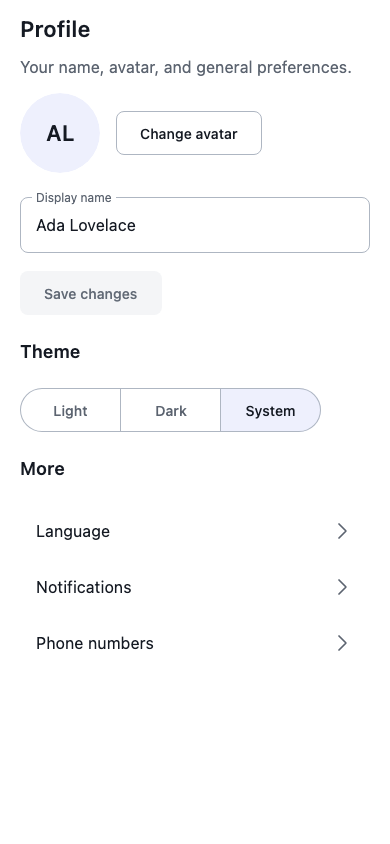 Profile
Your name, avatar, and general preferences.
AL
Change avatar
Display name
Ada Lovelace
Save changes
Theme
Light Dark System
More
Language
Notifications
Phone numbers